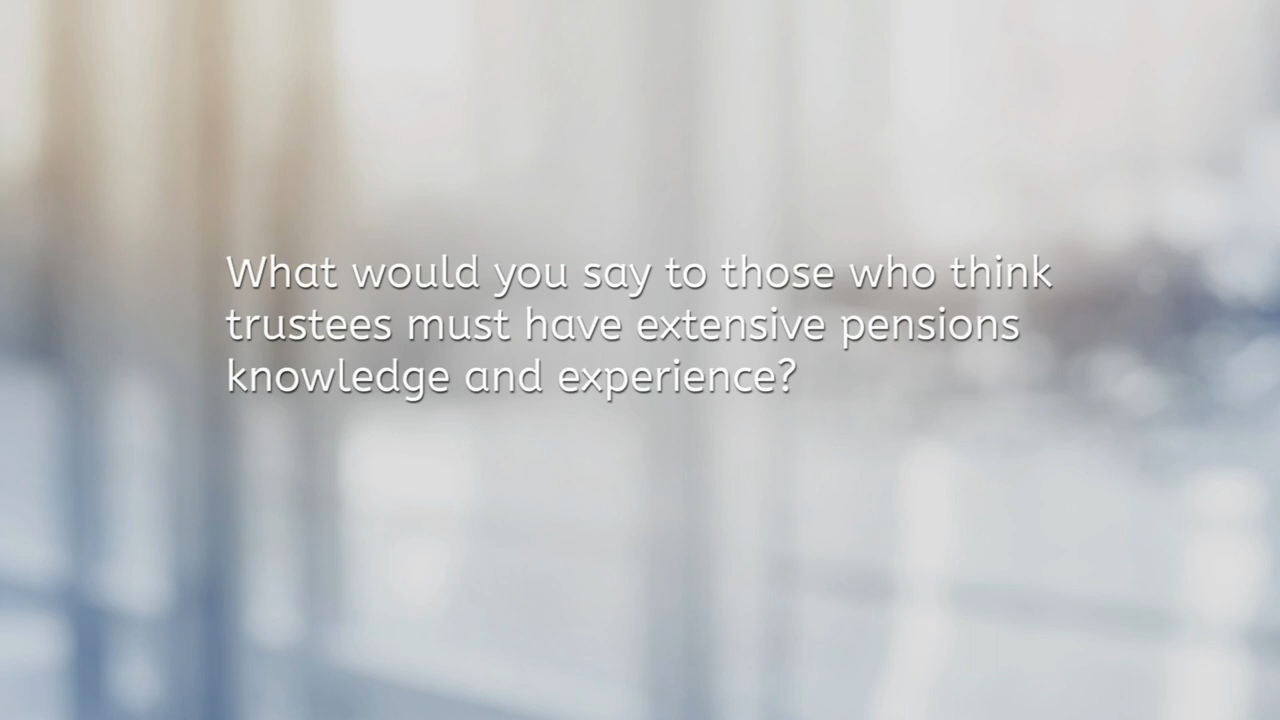 What would you say to those who think
trustees must have extensive pensions
knowledge and experience?